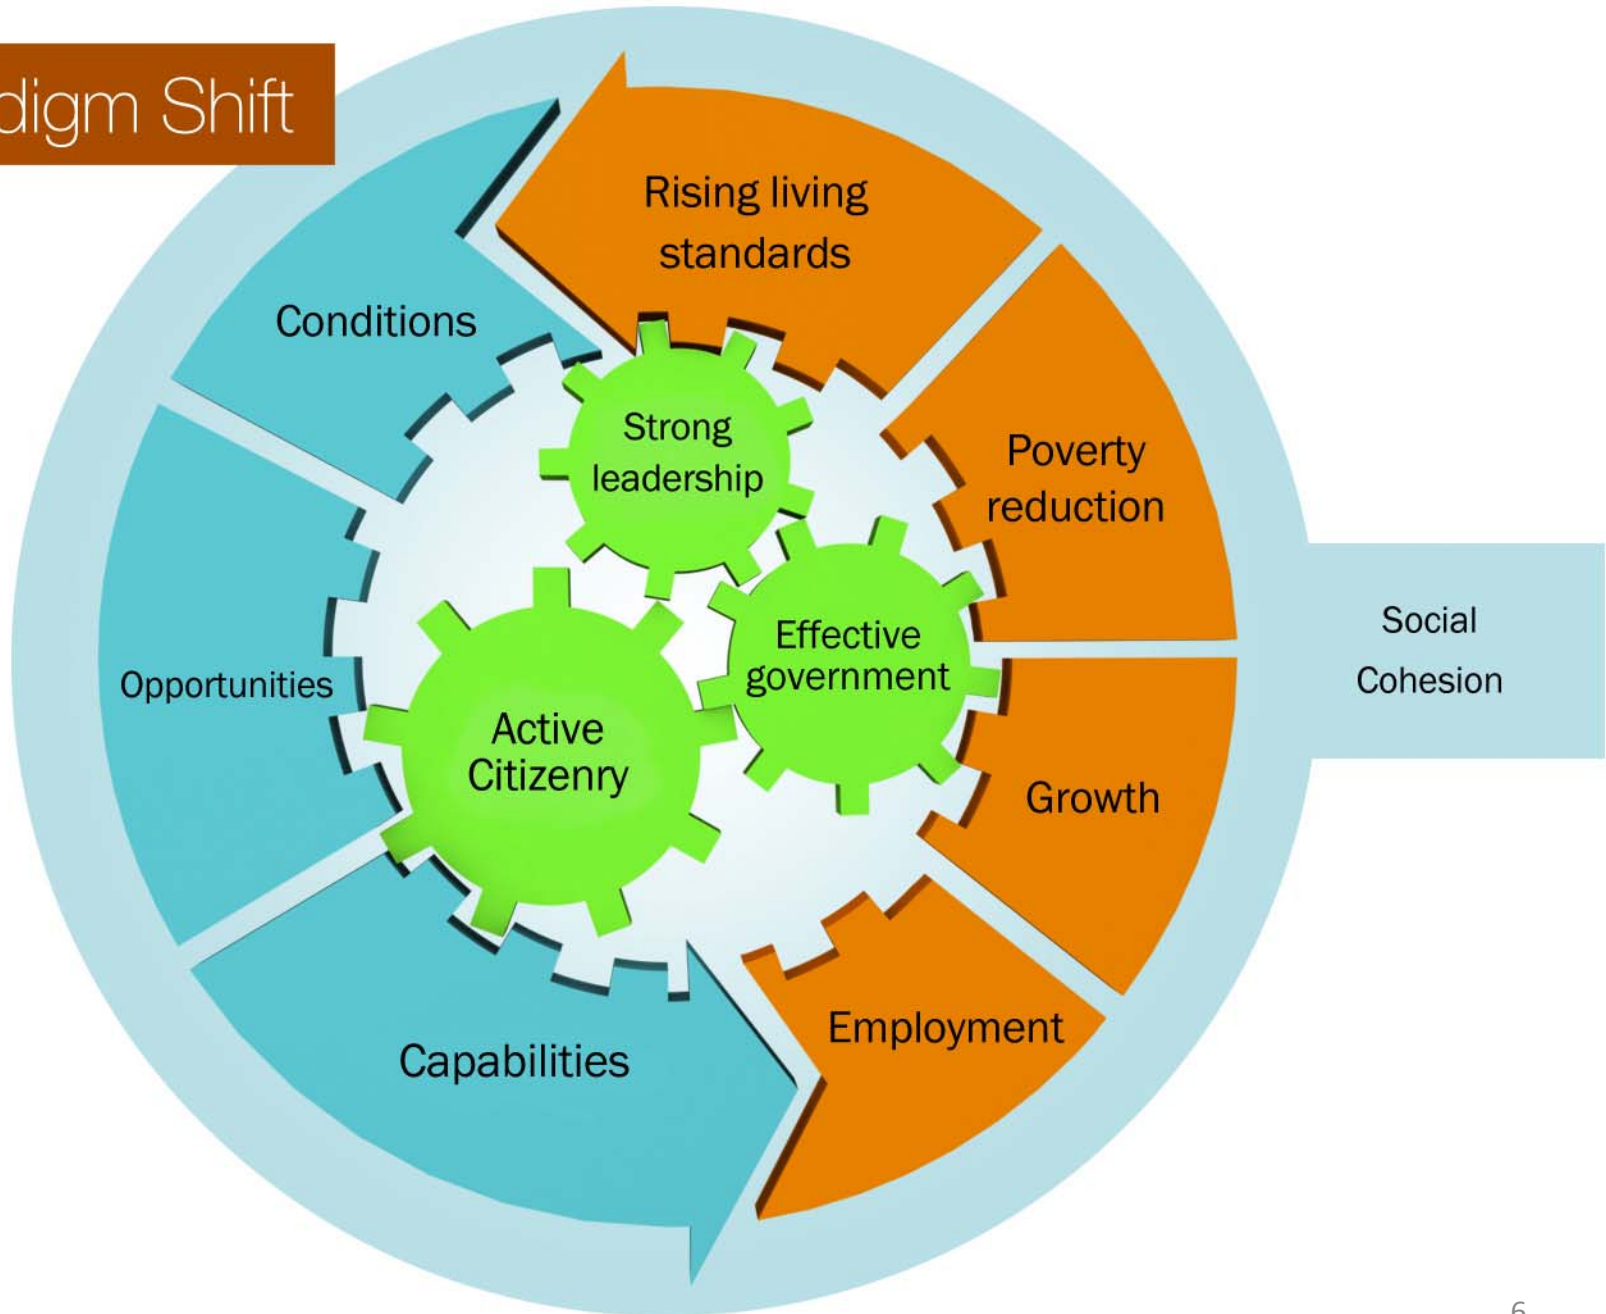 digm Shift
Rising living
standards
Conditions
Strong
leadership
Poverty
reduction
Effective
government
Social
Cohesion
Opportunities
Active
Citizenry
Growth
Employment
Capabilities
6